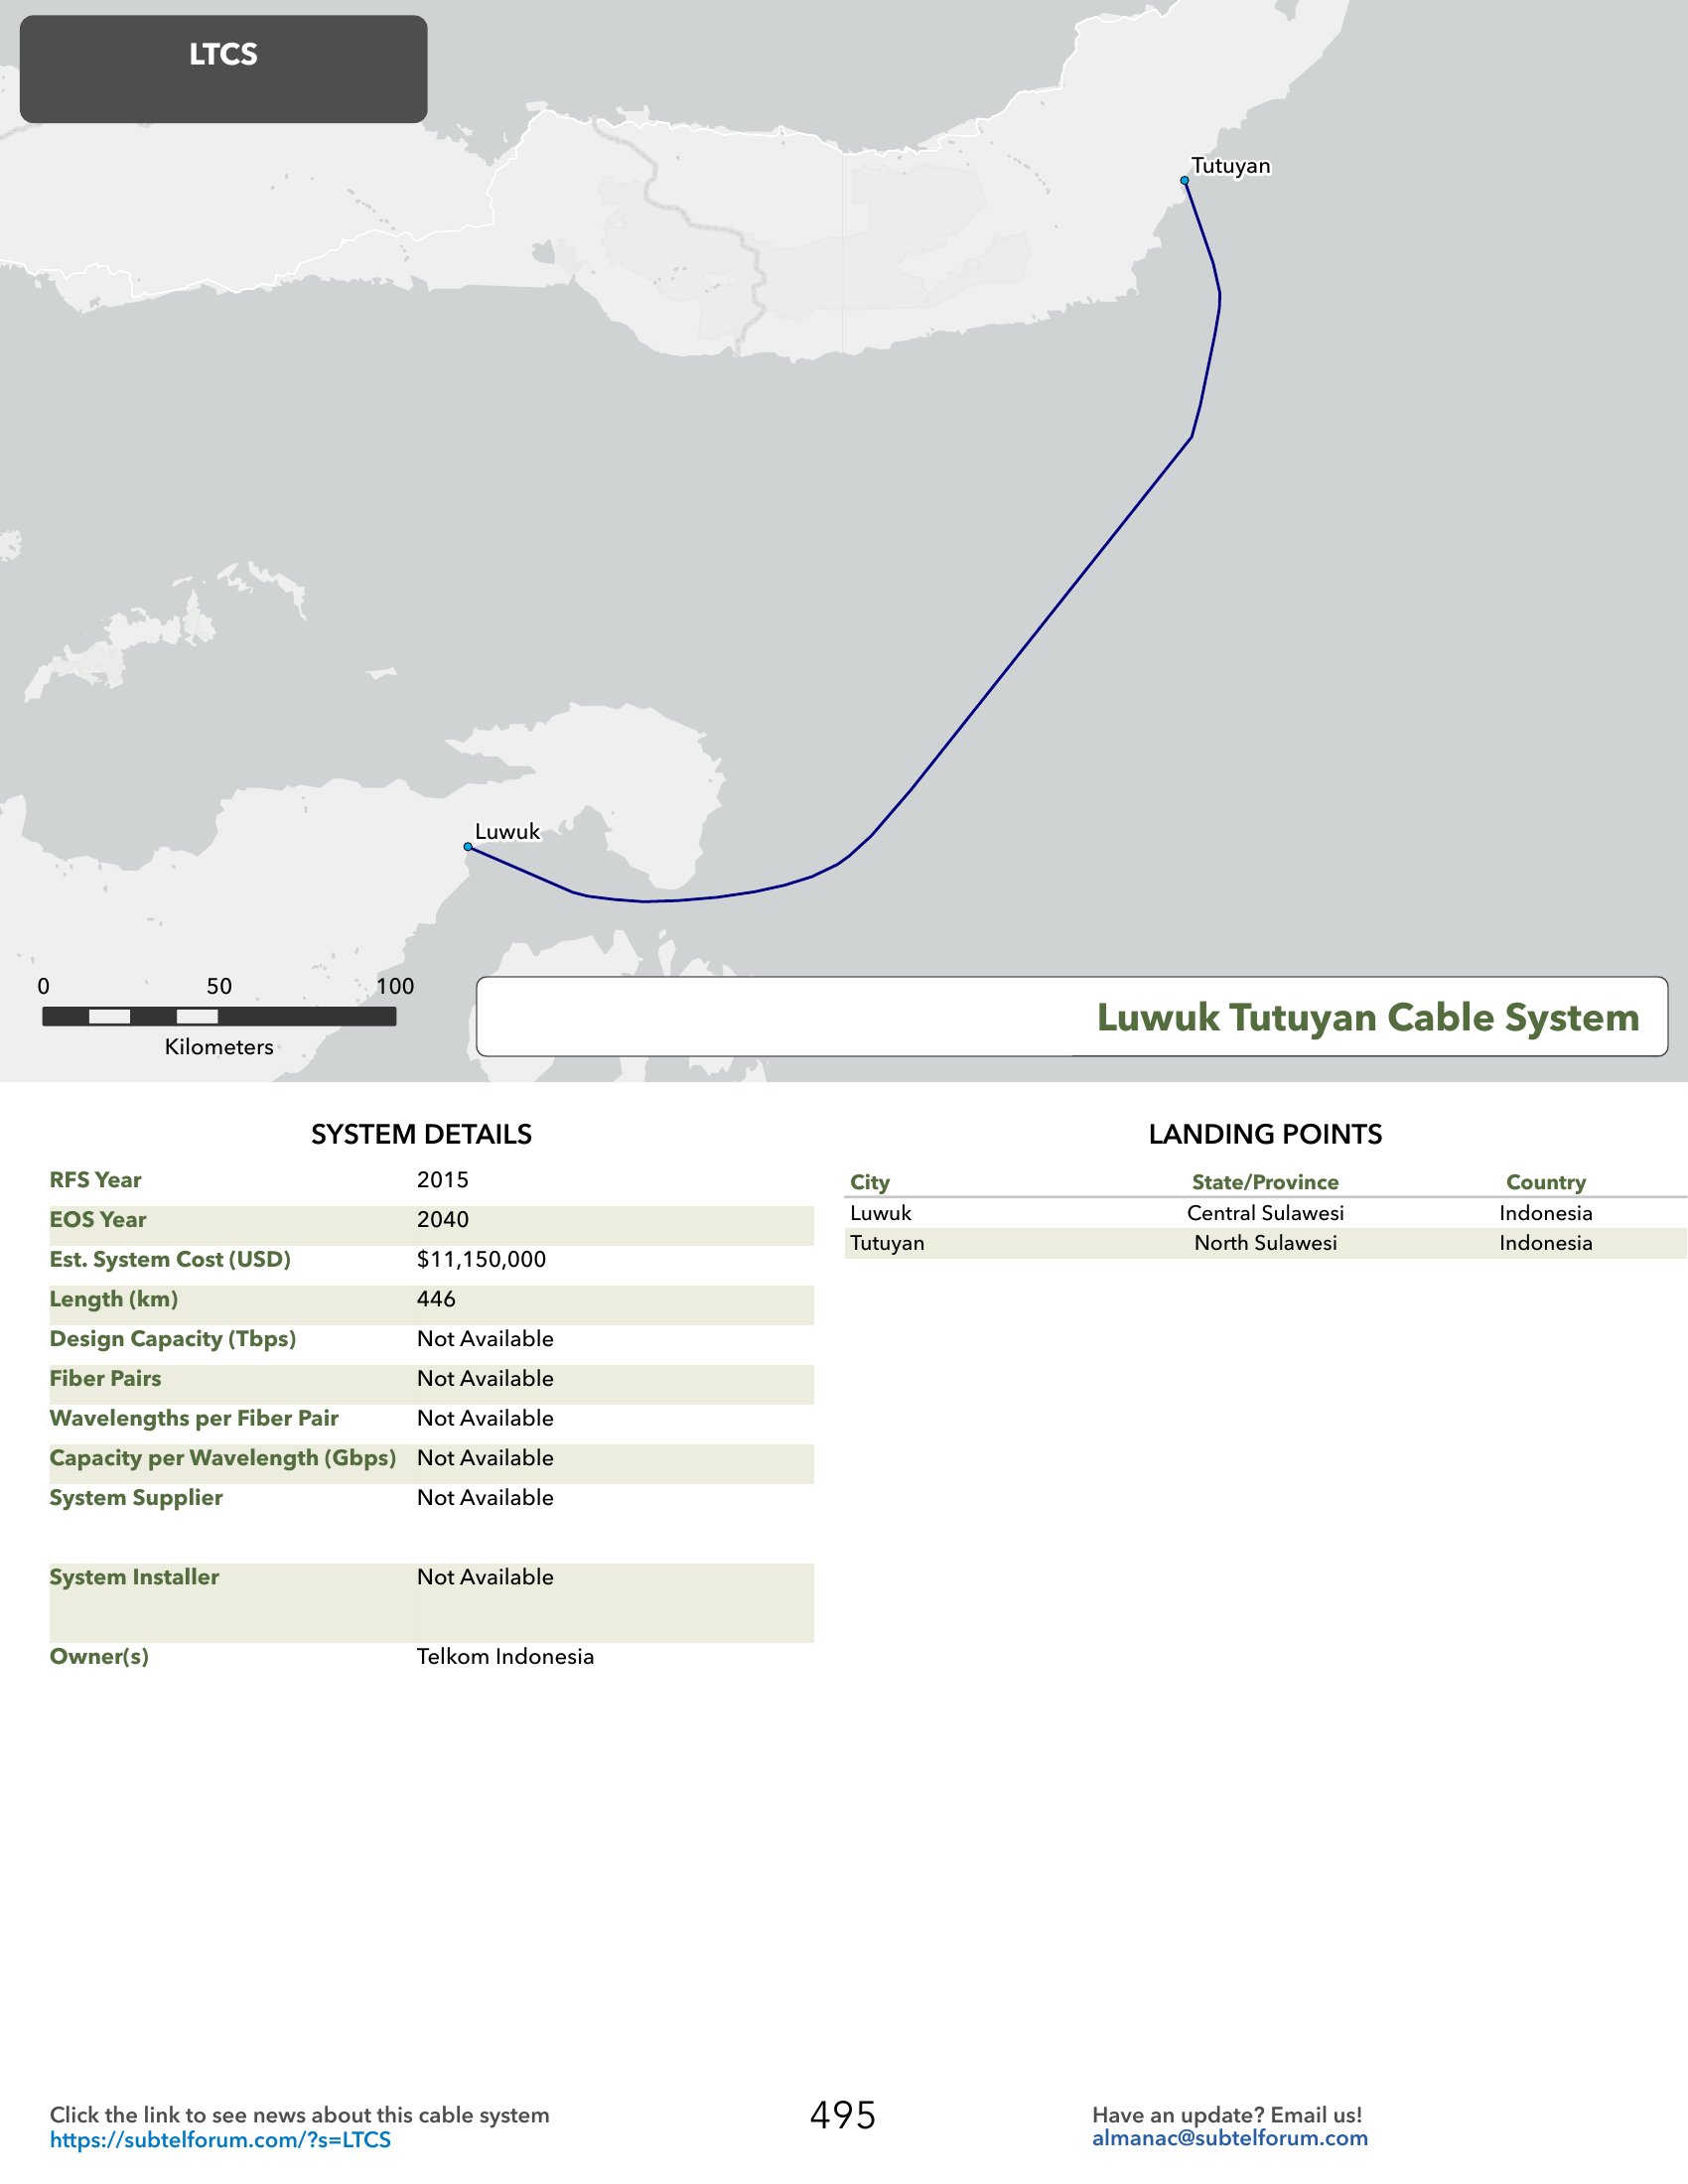 LTCS
Tutuyan
Luwuk
0 50 100
Kilometers
Luwuk Tutuyan Cable System
SYSTEM DETAILS
RFS Year 2015
EOS Year 2040
Est. System Cost (USD) $11,150,000
Length (km) 446
Design Capacity (Tbps) Not Available
Fiber Pairs Not Available
Wavelengths per Fiber Pair Not Available
Capacity per Wavelength (Gbps) Not Available
System Supplier Not Available
System Installer Not Available
Owner(s) Telkom Indonesia
LANDING POINTS
City State/Province Country
Luwuk Central Sulawesi Indonesia
Tutuyan North Sulawesi Indonesia
Click the link to see news about this cable system
https://subtelforum.com/?s=LTCS
495
Have an update? Email us!
almanac@subtelforum.com